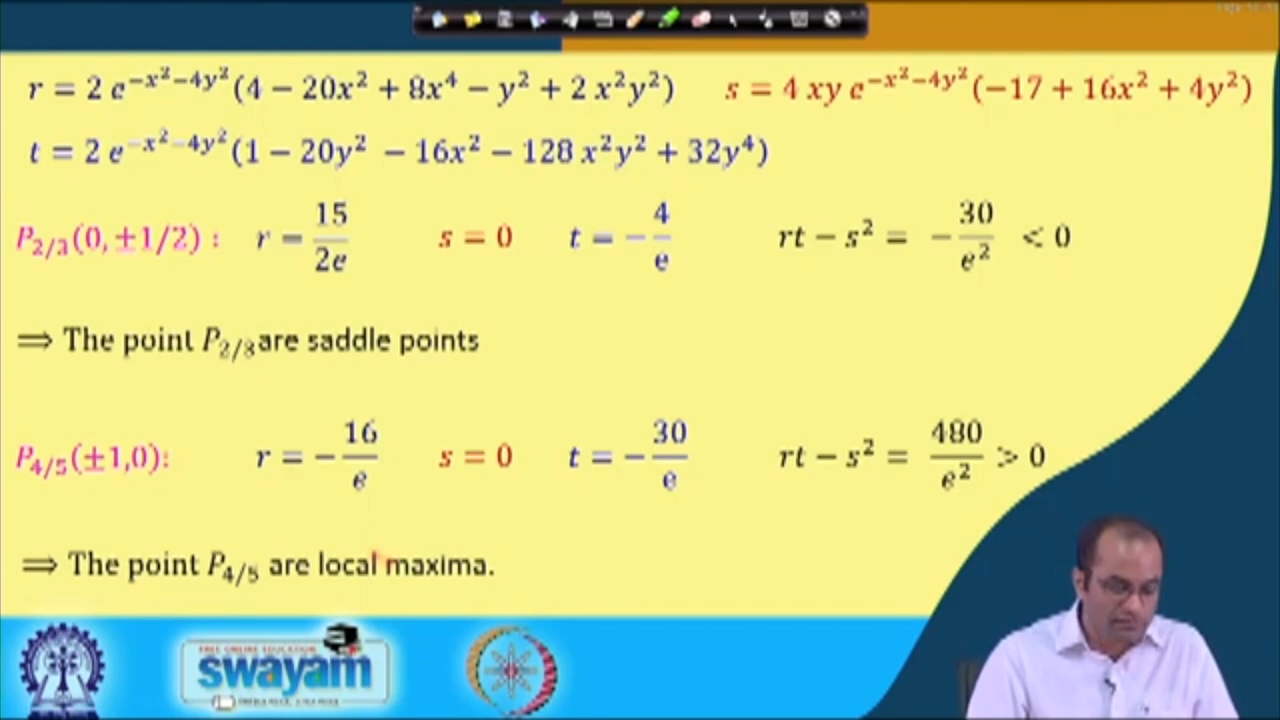 r = 2 e^{-x²-4y²}(4 − 20x² + 8x⁴ − y² + 2 x²y²)    s = 4 xy e^{-x²-4y²}(−17 + 16x² + 4y²)
t = 2 e^{-x²-4y²}(1 − 20y² − 16x² − 128 x²y² + 32y⁴)
P_{2/3}(0, ±1/2) :    r = 15/2e    s = 0    t = − 4/e    rt − s² = − 30/e² < 0
⟹ The point P_{2/3} are saddle points
P_{4/5}(±1,0):    r = − 16/e    s = 0    t = − 30/e    rt − s² = 480/e² > 0
⟹ The point P_{4/5} are local maxima.
FREE ONLINE EDUCATION
swayam